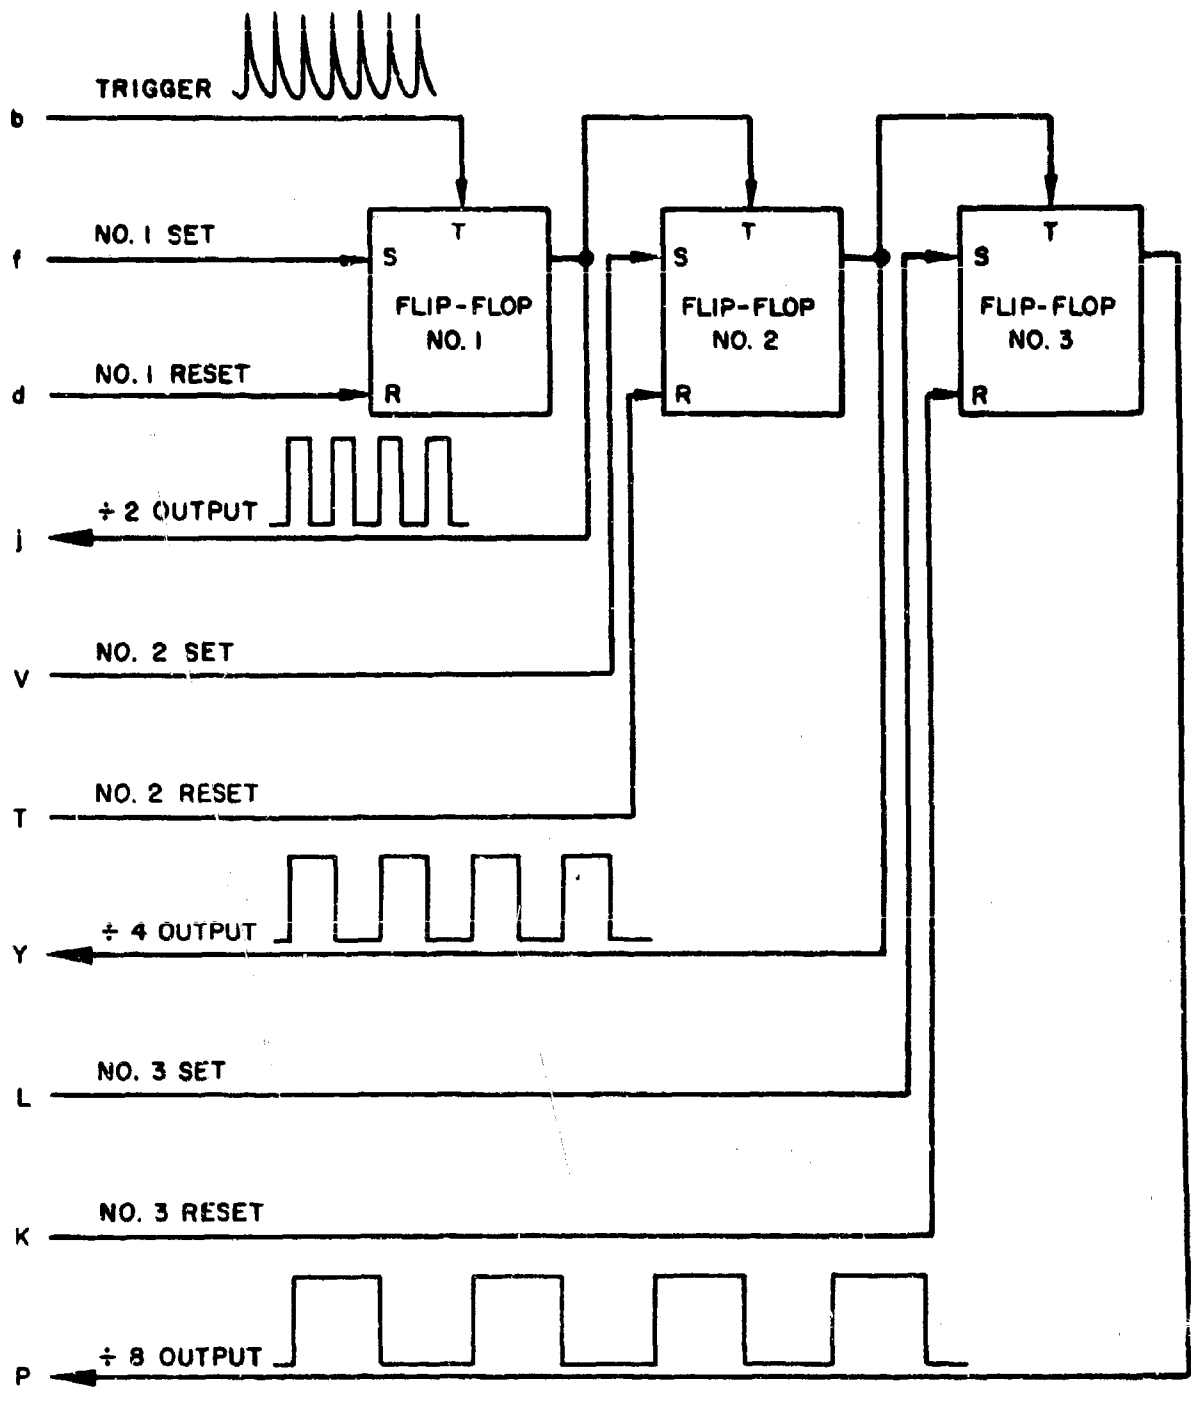 TRIGGER
b
T T T
NO. 1 SET
f S S S
FLIP-FLOP NO. 1
FLIP-FLOP NO. 2
FLIP-FLOP NO. 3
NO. 1 RESET
d R R R
÷ 2 OUTPUT
j
NO. 2 SET
V
NO. 2 RESET
T
÷ 4 OUTPUT
Y
NO. 3 SET
L
NO. 3 RESET
K
÷ 8 OUTPUT
P